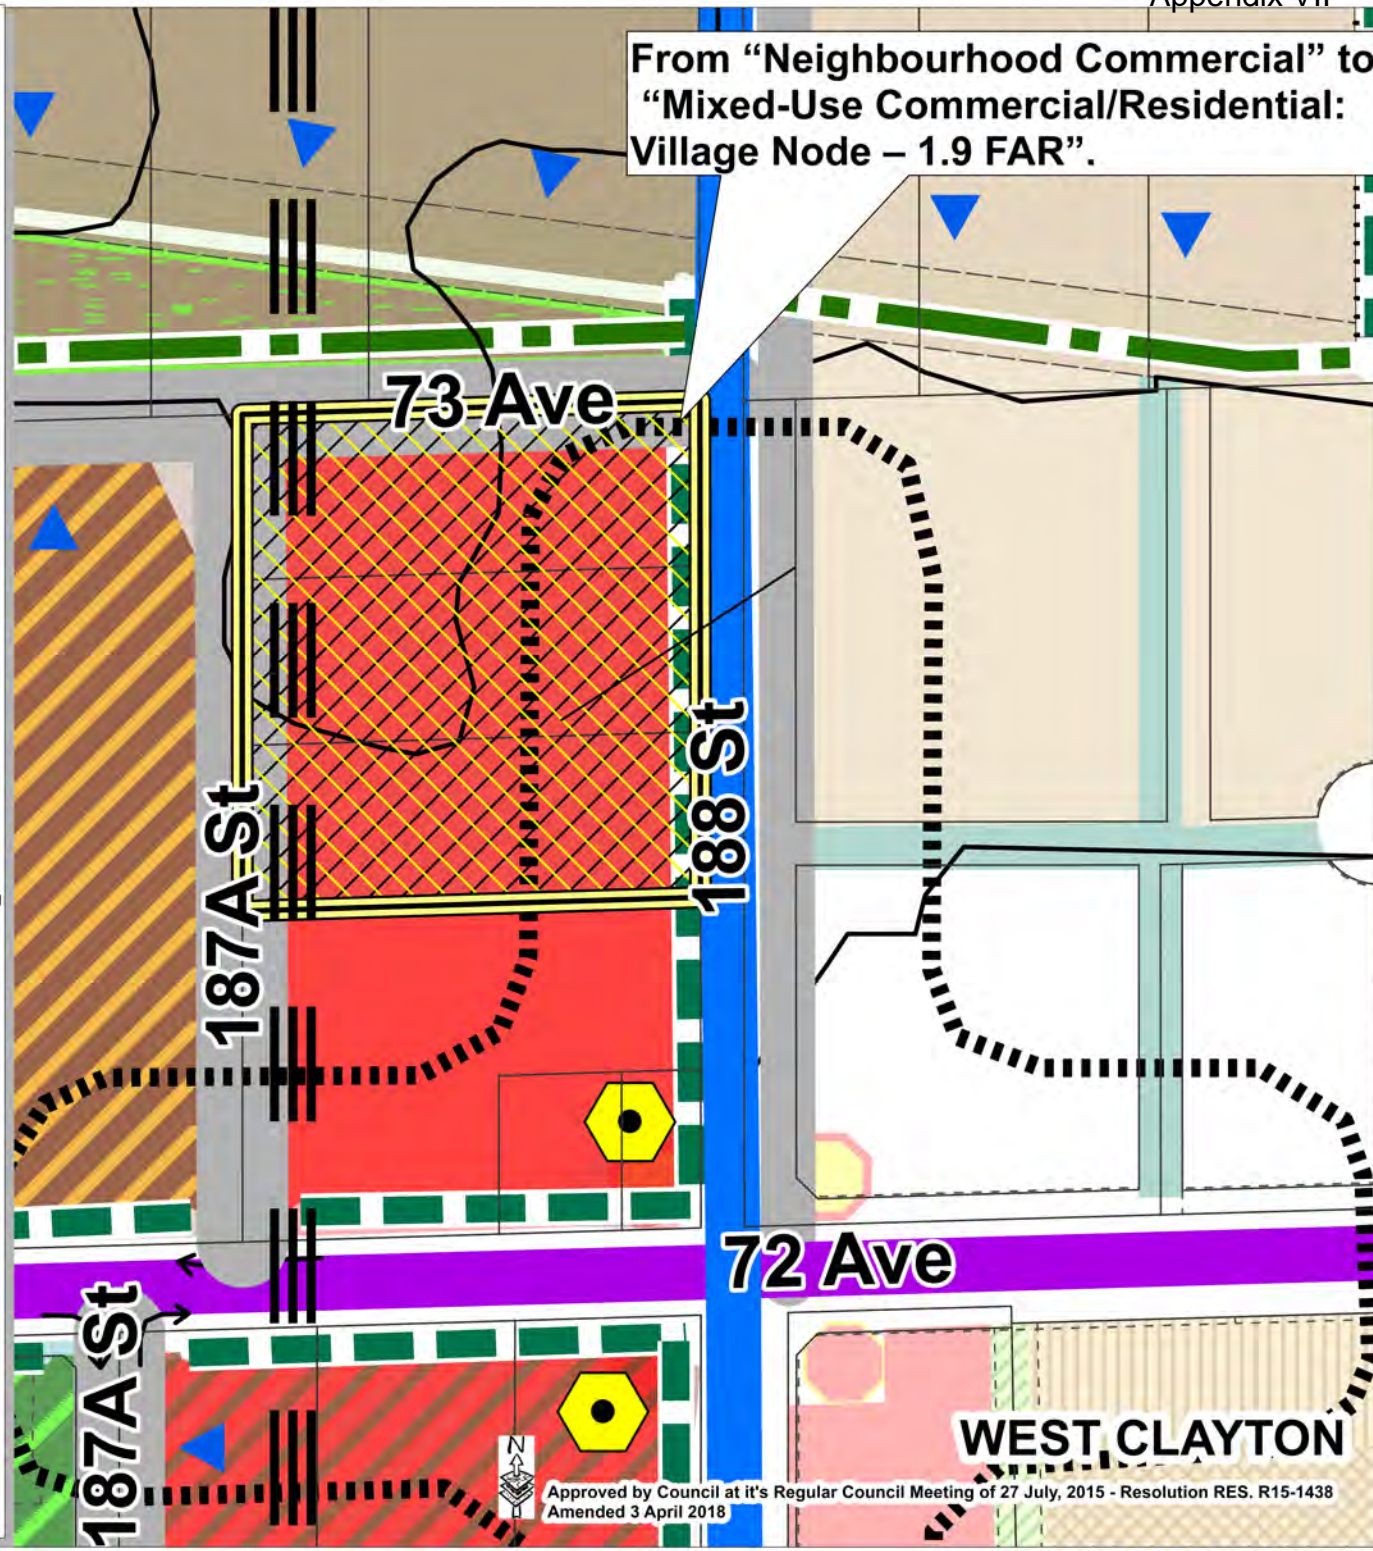 Appendix VII
From “Neighbourhood Commercial” to
“Mixed-Use Commercial/Residential:
Village Node – 1.9 FAR”.
73 Ave
188 St
187A St
72 Ave
187A St
WEST CLAYTON
N
Approved by Council at it's Regular Council Meeting of 27 July, 2015 - Resolution RES. R15-1438
Amended 3 April 2018